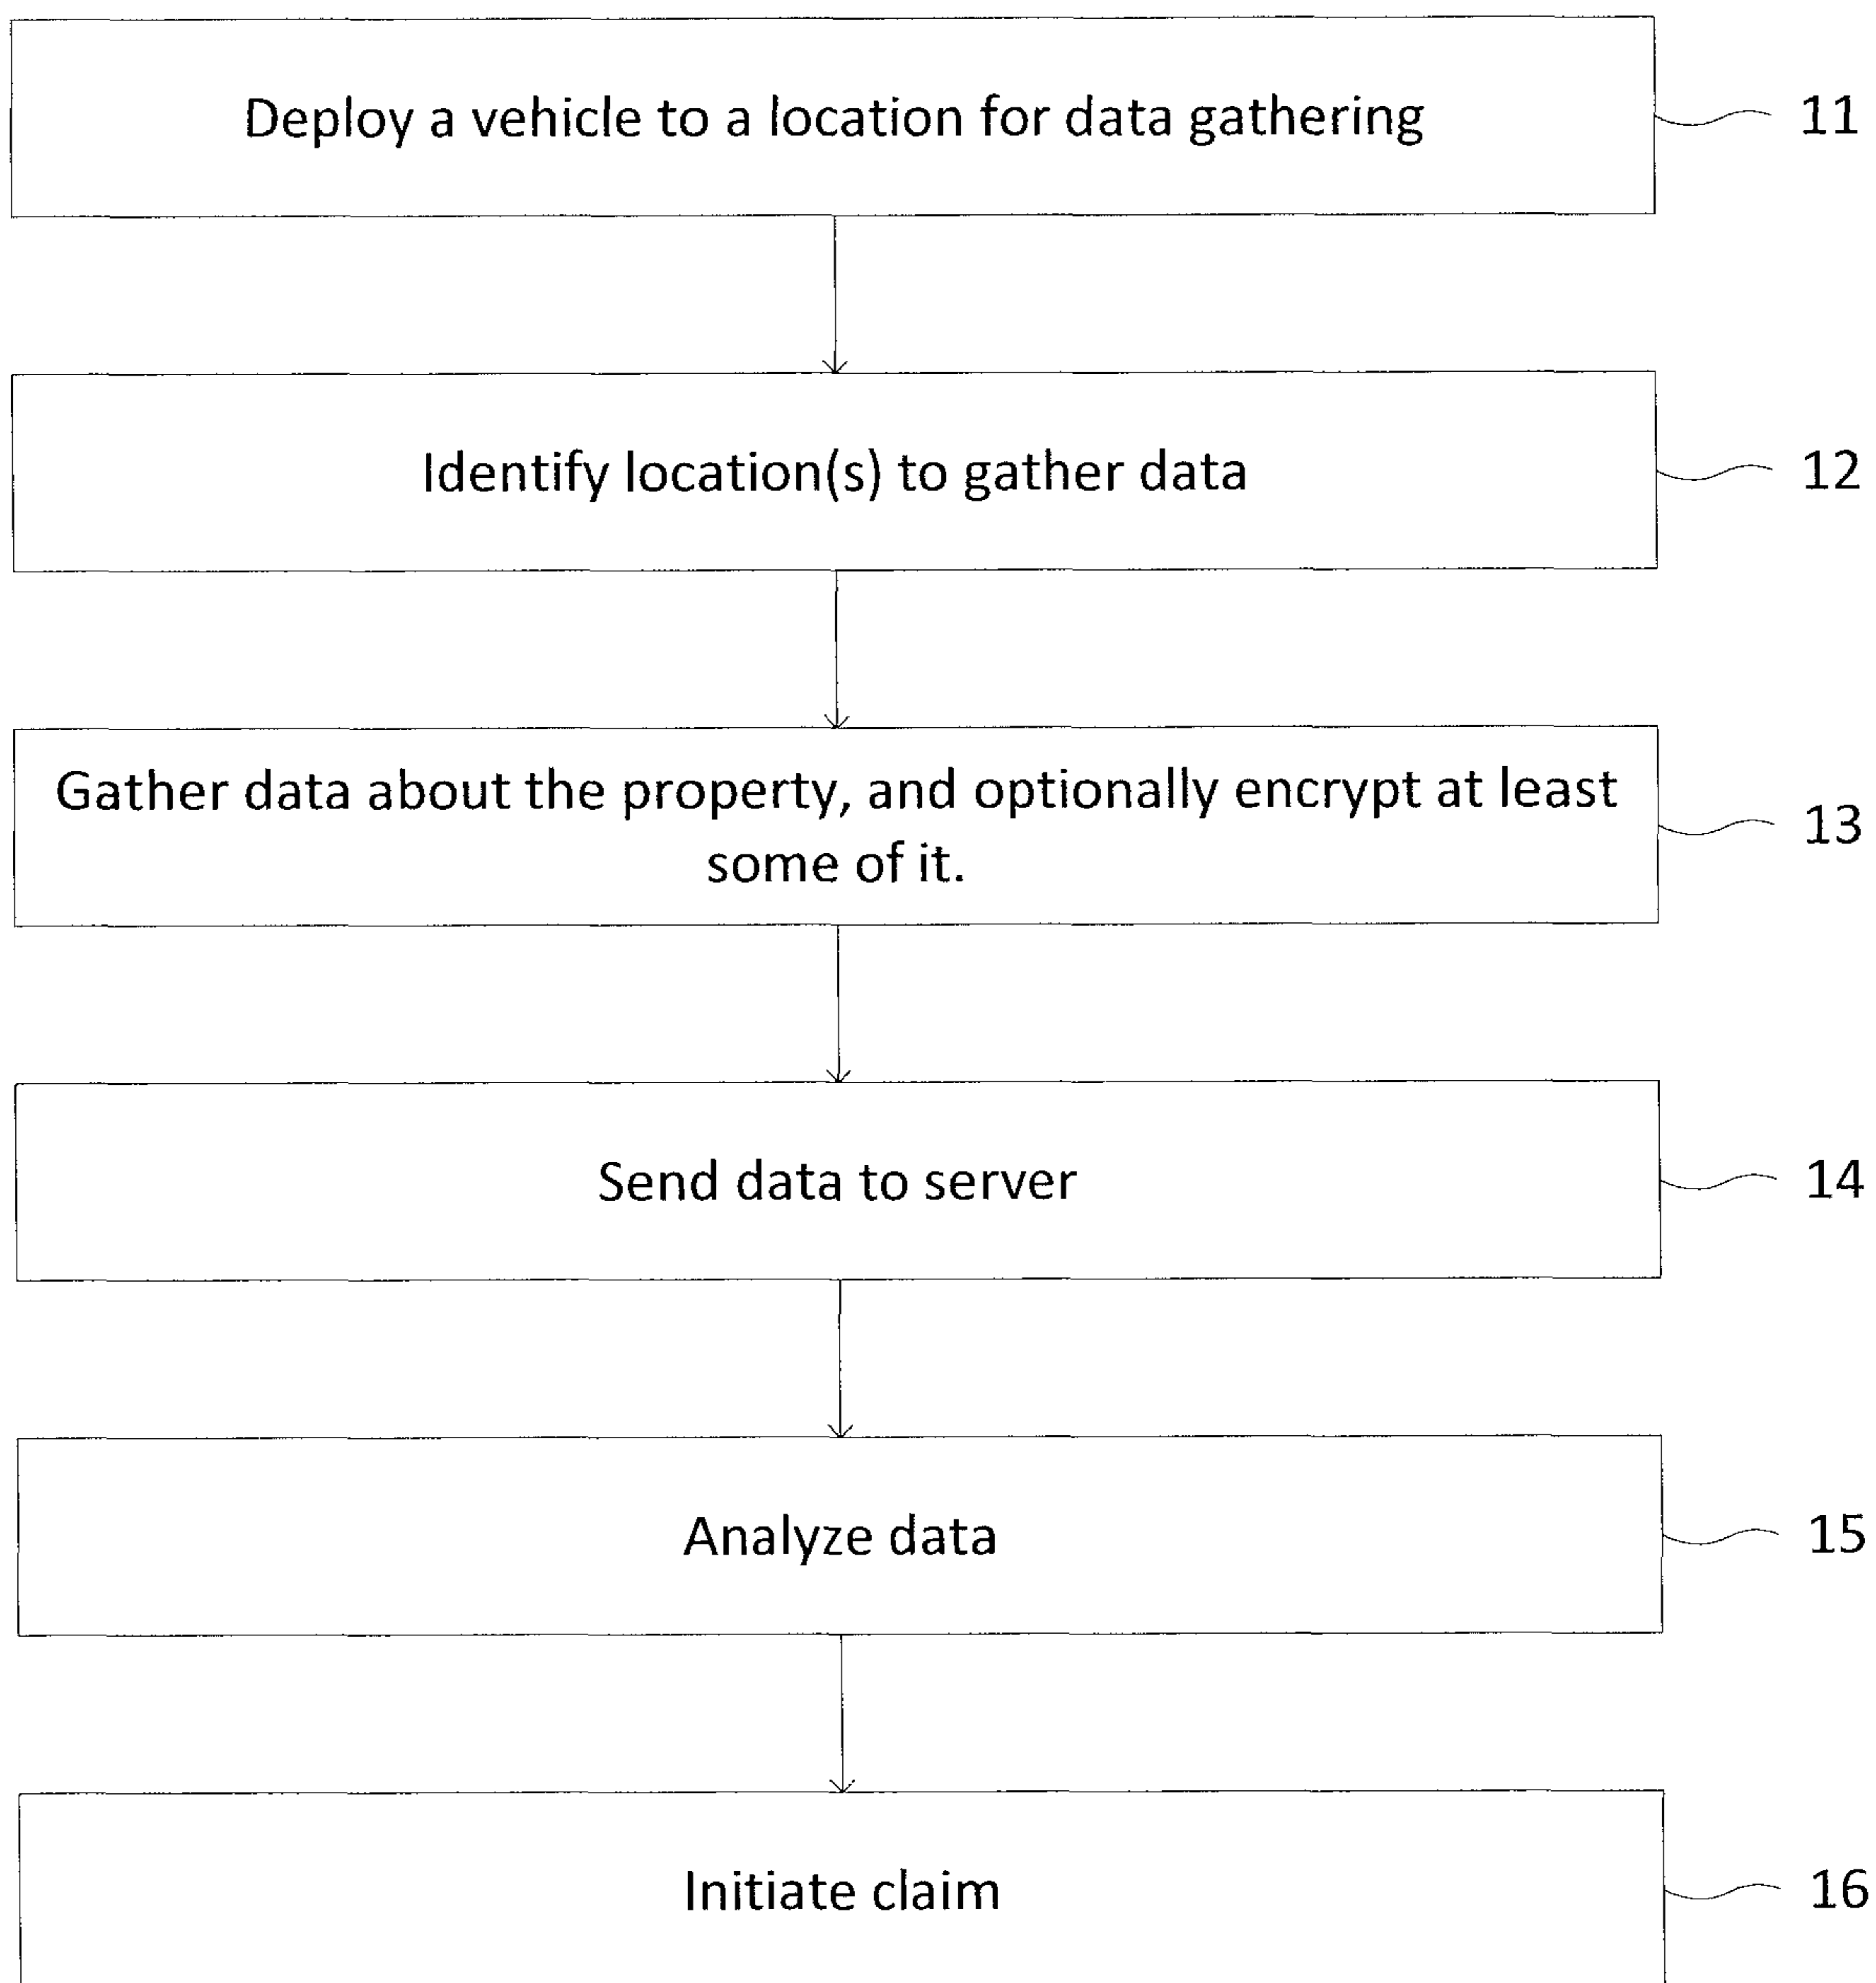 Deploy a vehicle to a location for data gathering
11
Identify location(s) to gather data
12
Gather data about the property, and optionally encrypt at least
some of it.
13
Send data to server
14
Analyze data
15
Initiate claim
16